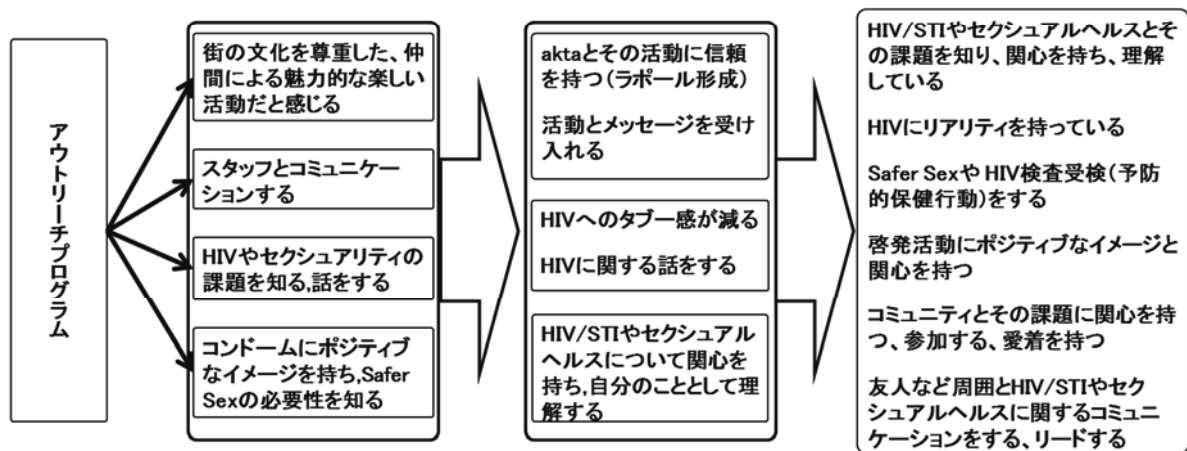 アウトリーチプログラム
街の文化を尊重した、仲
間による魅力的な楽しい
活動だと感じる
スタッフとコミュニケー
ションする
HIVやセクシュアリティの
課題を知る,話をする
コンドームにポジティブ
なイメージを持ち,Safer
Sexの必要性を知る
aktaとその活動に信頼
を持つ(ラポール形成)
活動とメッセージを受け
入れる
HIVへのタブー感が減る
HIVに関する話をする
HIV/STIやセクシュアル
ヘルスについて関心を
持ち,自分のこととして理
解する
HIV/STIやセクシュアルヘルスとそ
の課題を知り、関心を持ち、理解
している
HIVにリアリティを持っている
Safer Sexや HIV検査受検(予防
的保健行動)をする
啓発活動にポジティブなイメージと
関心を持つ
コミュニティとその課題に関心を持
つ、参加する、愛着を持つ
友人など周囲とHIV/STIやセク
シュアルヘルスに関するコミュニ
ケーションをする、リードする